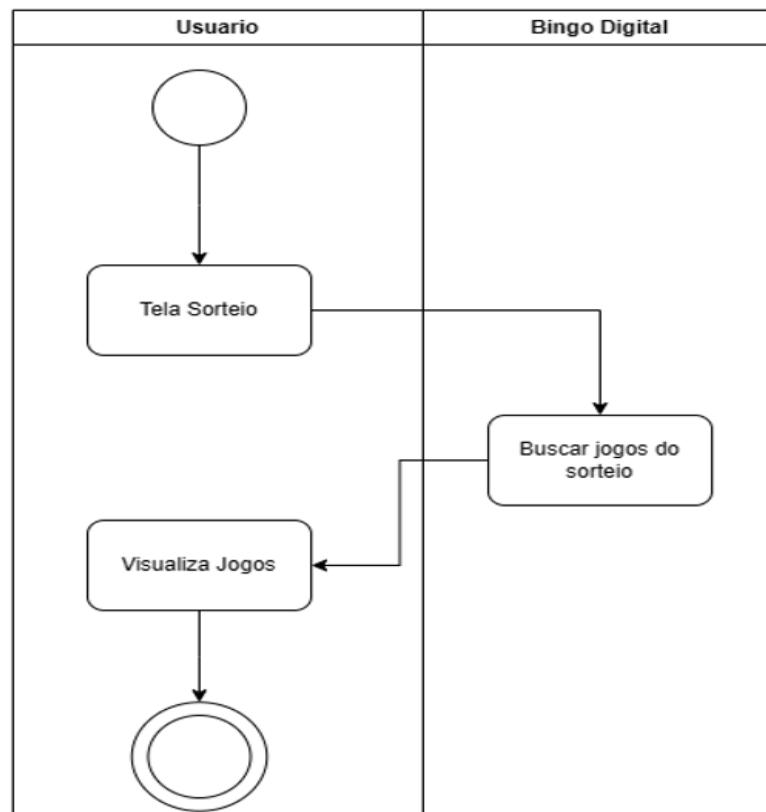 Usuario
Bingo Digital
Tela Sorteio
Buscar jogos do
sorteio
Visualiza Jogos